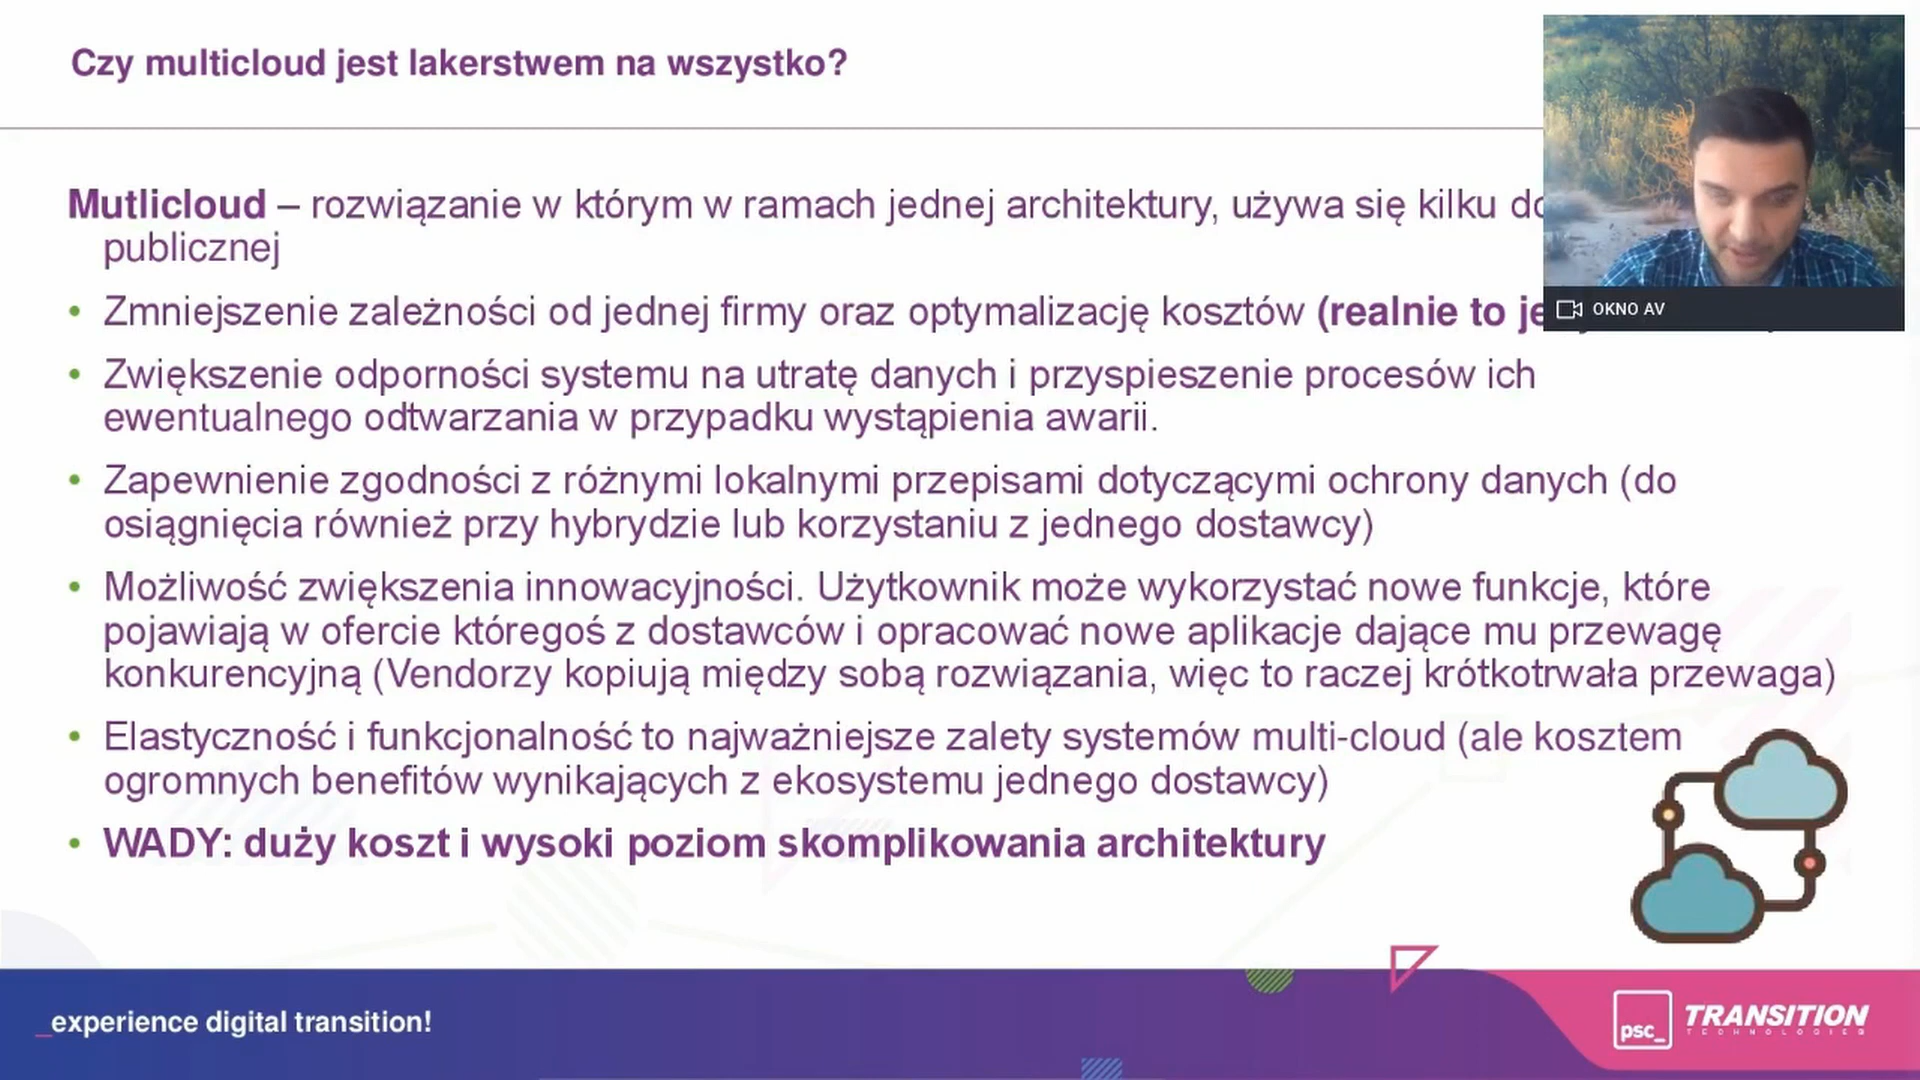 Czy multicloud jest lakerstwem na wszystko?
Mutlicloud – rozwiązanie w którym w ramach jednej architektury, używa się kilku
publicznej
• Zmniejszenie zależności od jednej firmy oraz optymalizację kosztów (realnie to
OKNO AV
• Zwiększenie odporności systemu na utratę danych i przyspieszenie procesów ich
ewentualnego odtwarzania w przypadku wystąpienia awarii.
• Zapewnienie zgodności z różnymi lokalnymi przepisami dotyczącymi ochrony danych (do
osiągnięcia również przy hybrydzie lub korzystaniu z jednego dostawcy)
• Możliwość zwiększenia innowacyjności. Użytkownik może wykorzystać nowe funkcje, które
pojawiają w ofercie któregoś z dostawców i opracować nowe aplikacje dające mu przewagę
konkurencyjną (Vendorzy kopiują między sobą rozwiązania, więc to raczej krótkotrwała przewaga)
• Elastyczność i funkcjonalność to najważniejsze zalety systemów multi-cloud (ale kosztem
ogromnych benefitów wynikających z ekosystemu jednego dostawcy)
• WADY: duży koszt i wysoki poziom skomplikowania architektury
_experience digital transition!
psc_
TRANSITION
TECHNOLOGIES